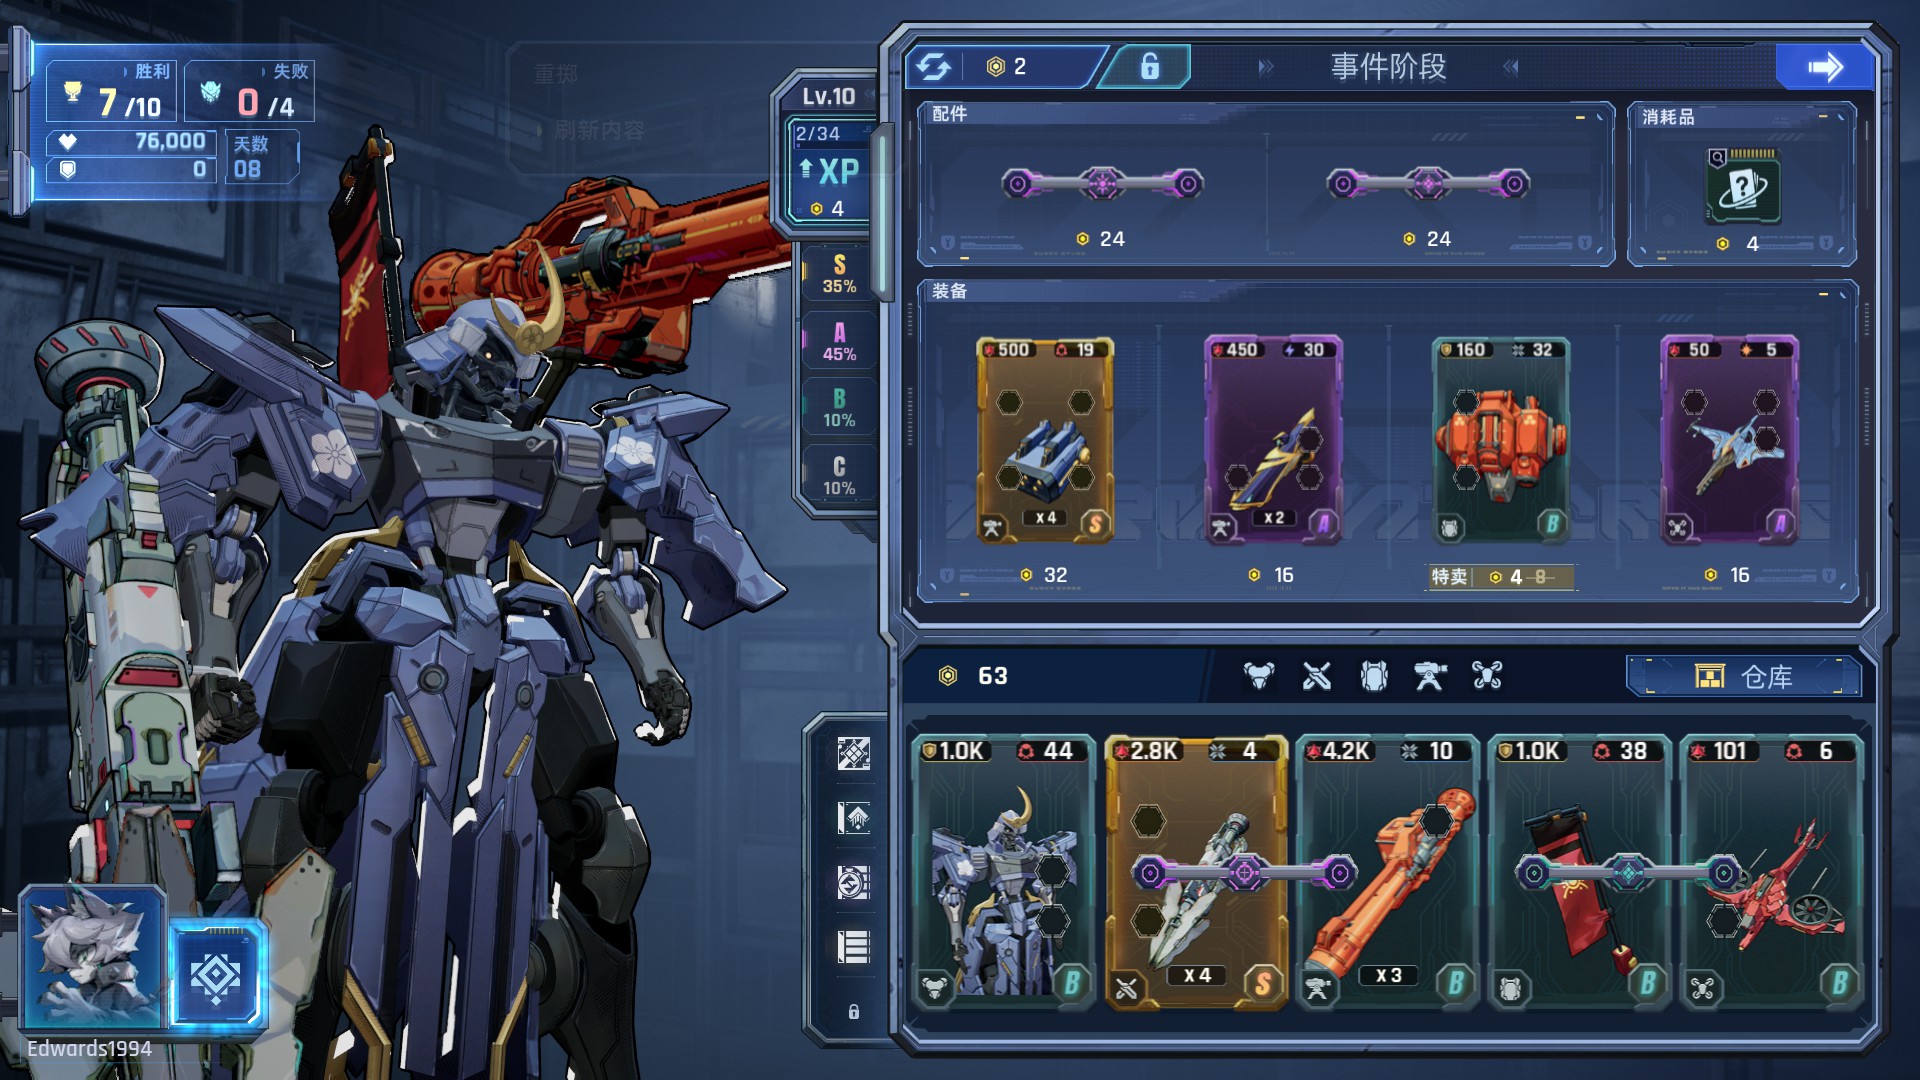 胜利
7/10
失败
0/4
76,000
0
天数
08
重掷
刷新内容
Lv.10
2/34
XP
4
S
35%
A
45%
B
10%
C
10%
2
事件阶段
配件
24
24
消耗品
?
4
装备
500 19
x4
S
32
450 30
x2
A
16
160 32
B
特卖 4 8
50 5
A
16
63
仓库
1.0K 44
B
2.8K 4
x4
S
4.2K 10
x3
B
1.0K 38
B
101 6
B
Edwards1994